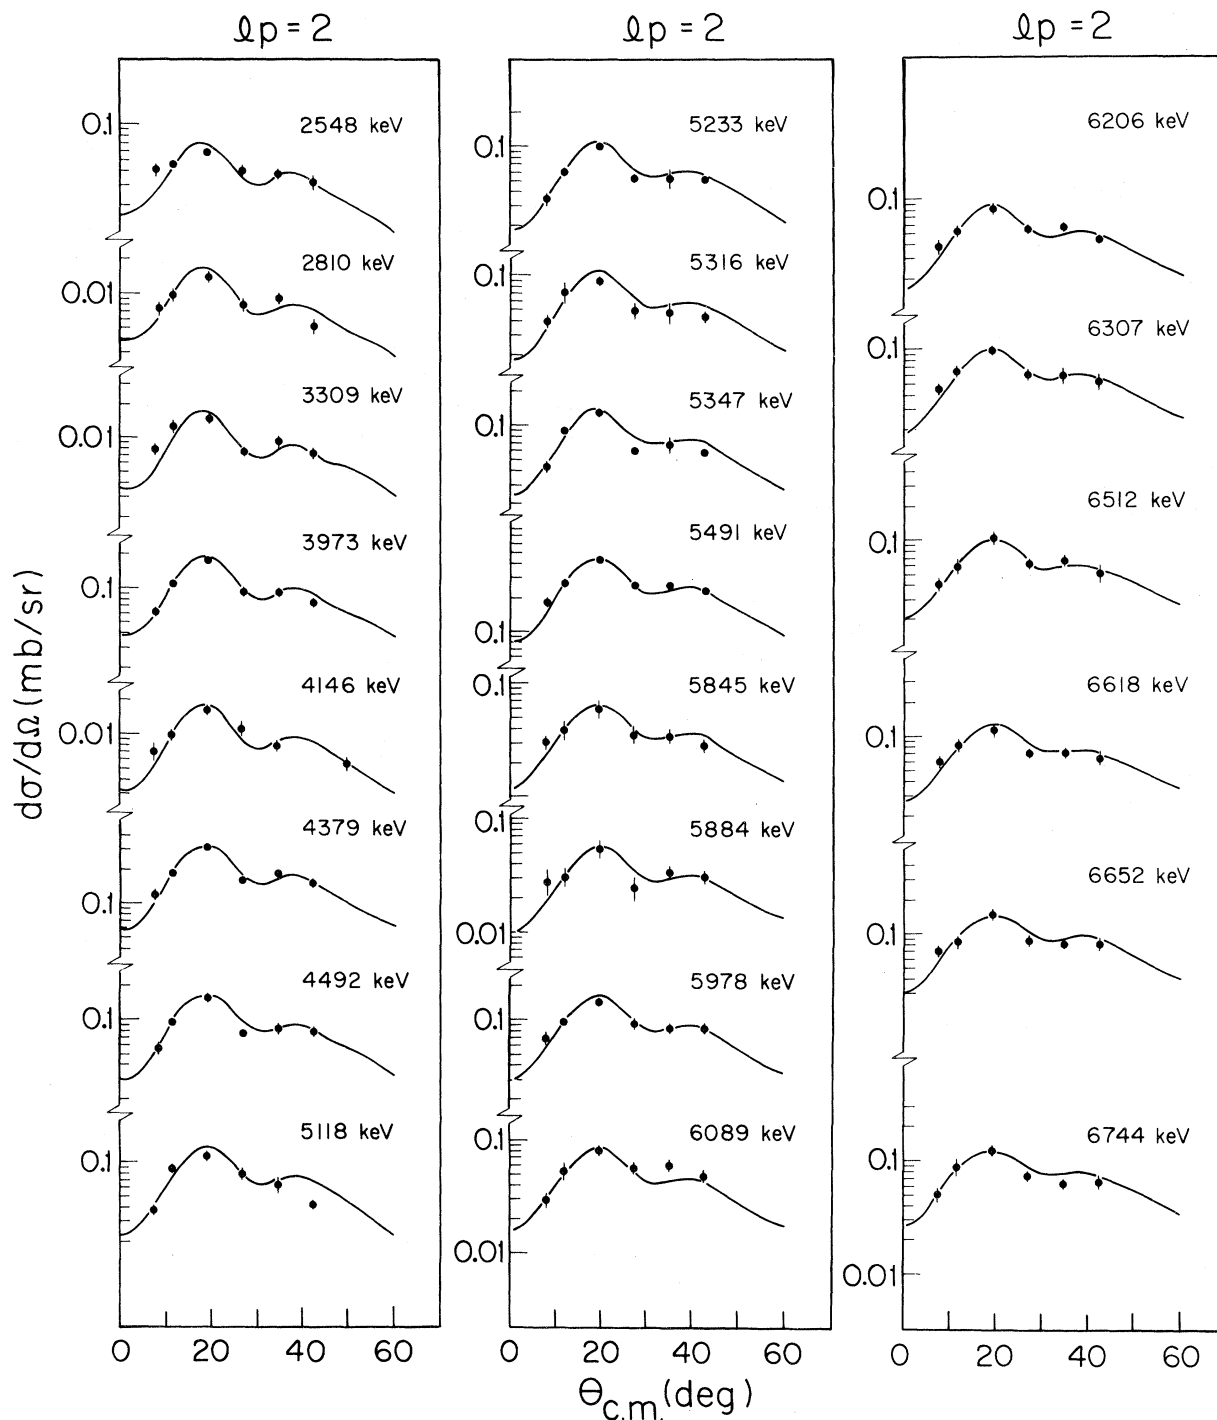 ℓp = 2
2548 keV
0.1
2810 keV
0.01
3309 keV
0.01
3973 keV
0.1
4146 keV
0.01
4379 keV
0.1
4492 keV
0.1
5118 keV
0.1
0 20 40 60
dσ/dΩ (mb/sr)
ℓp = 2
5233 keV
0.1
5316 keV
0.1
5347 keV
0.1
5491 keV
0.1
5845 keV
0.1
5884 keV
0.1
0.01
5978 keV
0.1
6089 keV
0.1
0.01
0 20 40 60
θc.m. (deg)
ℓp = 2
6206 keV
0.1
6307 keV
0.1
6512 keV
0.1
6618 keV
0.1
6652 keV
0.1
6744 keV
0.1
0.01
0 20 40 60